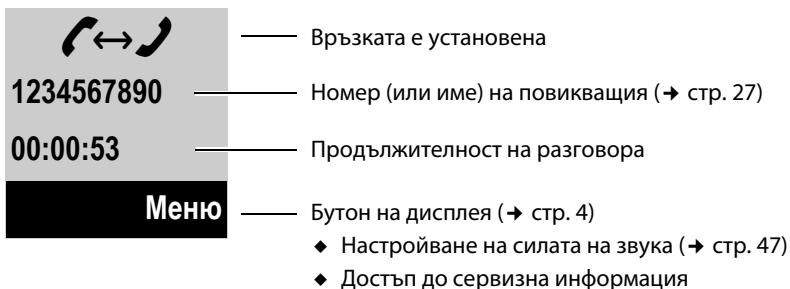 Връзката е установена
1234567890
Номер (или име) на повикващия (➜ стр. 27)
00:00:53
Продължителност на разговора
Меню
Бутон на дисплея (➜ стр. 4)
◆ Настройване на силата на звука (➜ стр. 47)
◆ Достъп до сервизна информация